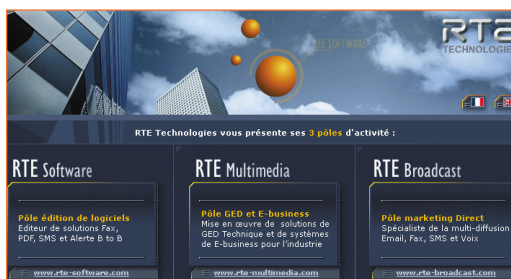 RTE SOFTWARE
RTE
TECHNOLOGIE
RTE Technologies vous présente ses 3 pôles d'activité :
RTE Software
Pôle édition de logiciels
Editeur de solutions Fax,
PDF, SMS et Alerte B to B
www.rte-software.com
RTE Multimedia
Pôle GED et E-business
Mise en œuvre de solutions de
GED Technique et de systèmes
de E-business pour l'industrie
www.rte-multimedia.com
RTE Broadcast
Pôle marketing Direct
Spécialiste de la multi-diffusion
Email, Fax, SMS et Voix
www.rte-broadcast.com